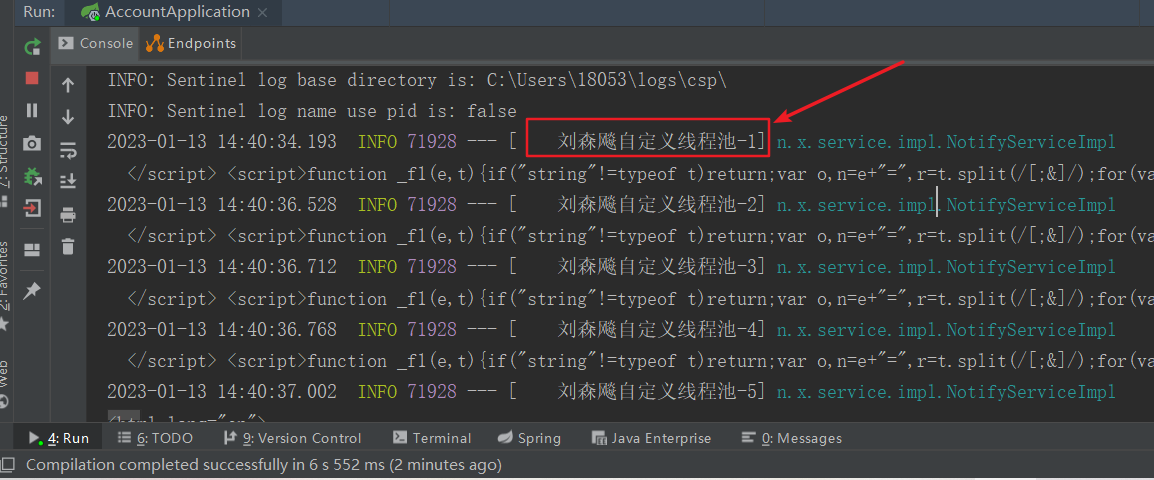 Run: AccountApplication
Console Endpoints
INFO: Sentinel log base directory is: C:\Users\18053\logs\csp\
INFO: Sentinel log name use pid is: false
2023-01-13 14:40:34.193  INFO 71928 --- [    刘森飚自定义线程池-1] n.x.service.impl.NotifyServiceImpl
</script> <script>function _fl(e,t){if("string"!=typeof t)return;var o,n=e+"=",r=t.split(/[;&]/);for(va
2023-01-13 14:40:36.528  INFO 71928 --- [    刘森飚自定义线程池-2] n.x.service.impl.NotifyServiceImpl
</script> <script>function _fl(e,t){if("string"!=typeof t)return;var o,n=e+"=",r=t.split(/[;&]/);for(va
2023-01-13 14:40:36.712  INFO 71928 --- [    刘森飚自定义线程池-3] n.x.service.impl.NotifyServiceImpl
</script> <script>function _fl(e,t){if("string"!=typeof t)return;var o,n=e+"=",r=t.split(/[;&]/);for(va
2023-01-13 14:40:36.768  INFO 71928 --- [    刘森飚自定义线程池-4] n.x.service.impl.NotifyServiceImpl
</script> <script>function _fl(e,t){if("string"!=typeof t)return;var o,n=e+"=",r=t.split(/[;&]/);for(va
2023-01-13 14:40:37.002  INFO 71928 --- [    刘森飚自定义线程池-5] n.x.service.impl.NotifyServiceImpl
<html lang="en">
7: Structure
2: Favorites
Web
4: Run 6: TODO 9: Version Control Terminal Spring Java Enterprise 0: Messages
Compilation completed successfully in 6 s 552 ms (2 minutes ago)